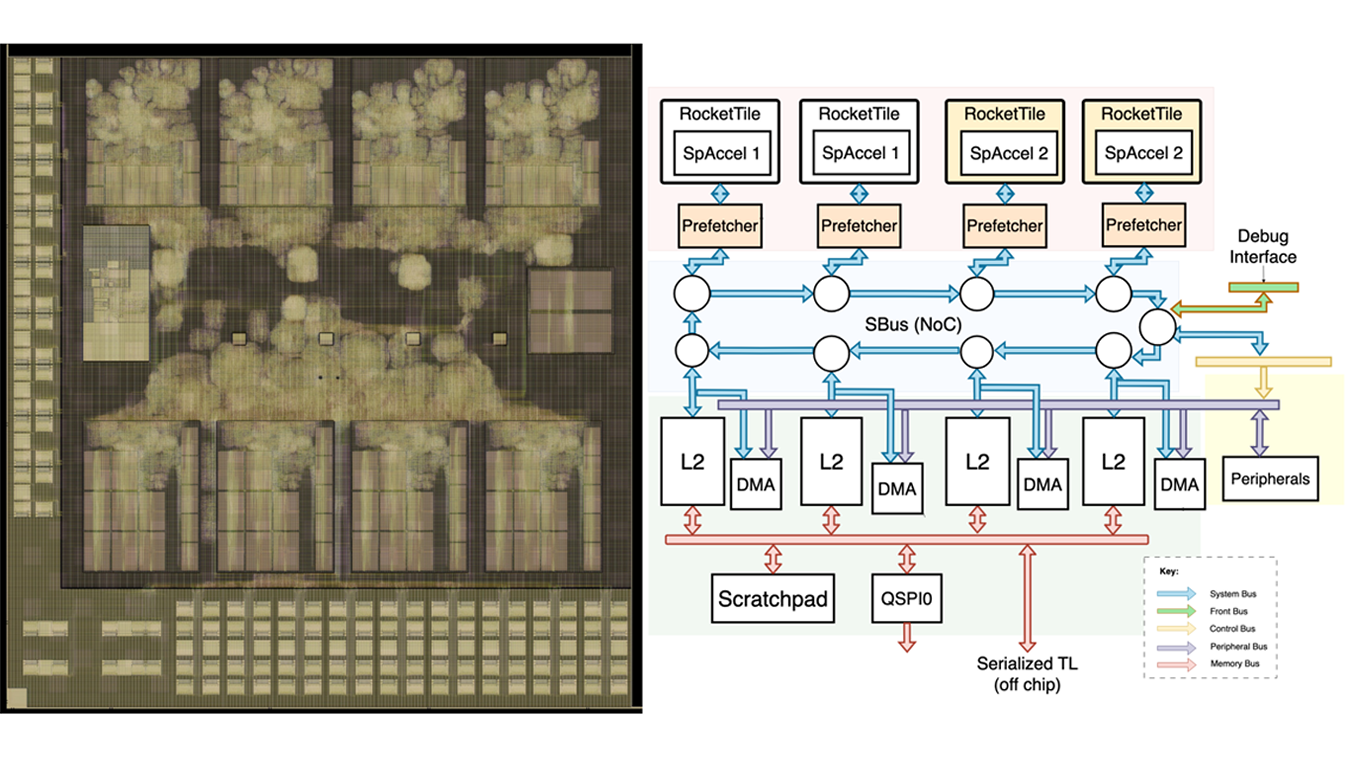 RocketTile
SpAccel 1
RocketTile
SpAccel 1
RocketTile
SpAccel 2
RocketTile
SpAccel 2
Prefetcher
Prefetcher
Prefetcher
Prefetcher
Debug
Interface
SBus (NoC)
L2
DMA
L2
DMA
L2
DMA
L2
DMA
Peripherals
Scratchpad
QSPI0
Serialized TL
(off chip)
Key:
System Bus
Front Bus
Control Bus
Peripheral Bus
Memory Bus